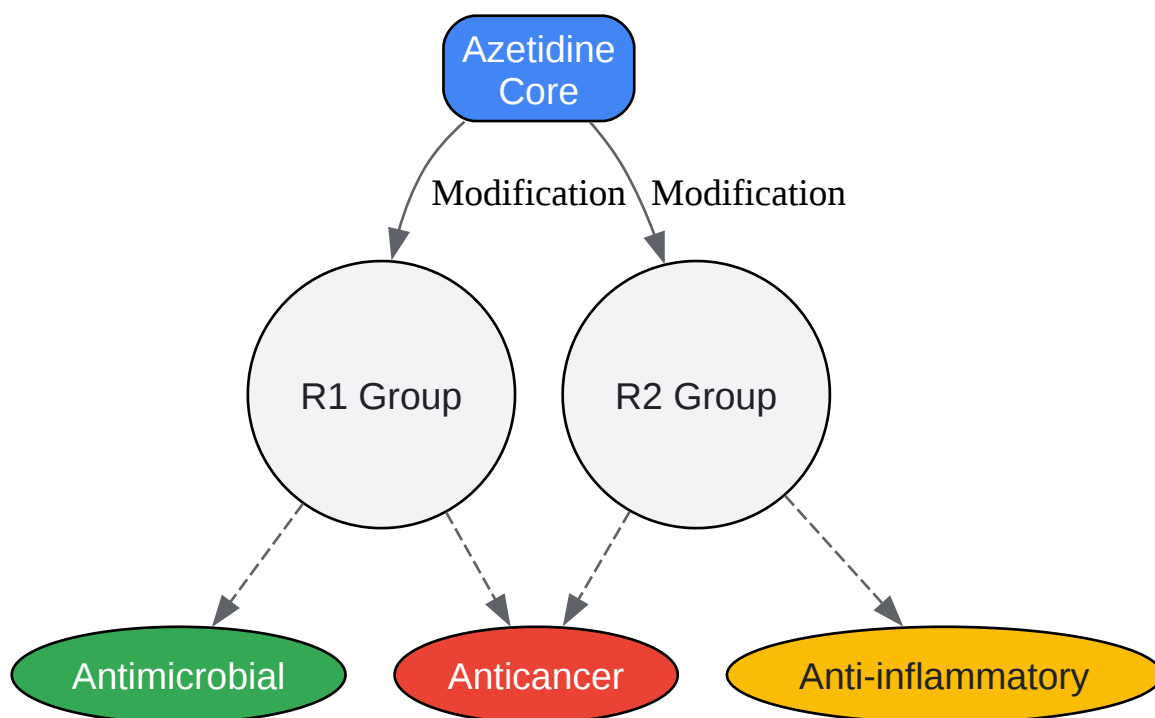 Azetidine
Core
Modification
Modification
R1 Group
R2 Group
Antimicrobial
Anticancer
Anti-inflammatory